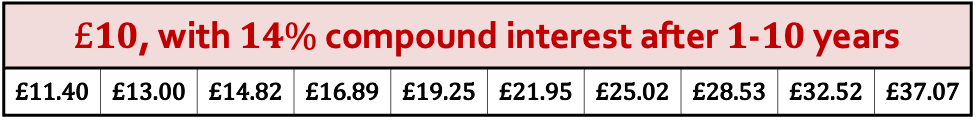 £10, with 14% compound interest after 1-10 years
£11.40 £13.00 £14.82 £16.89 £19.25 £21.95 £25.02 £28.53 £32.52 £37.07